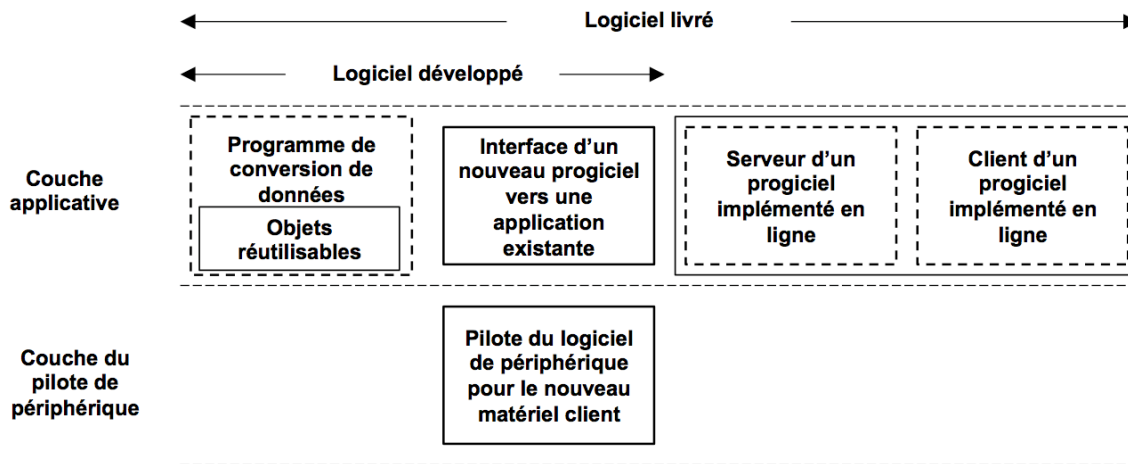 Logiciel livré
Logiciel développé
Couche
applicative
Programme de
conversion de
données
Objets
réutilisables
Interface d’un
nouveau progiciel
vers une
application
existante
Serveur d’un
progiciel
implémenté en
ligne
Client d’un
progiciel
implémenté en
ligne
Couche du
pilote de
périphérique
Pilote du logiciel
de périphérique
pour le nouveau
matériel client